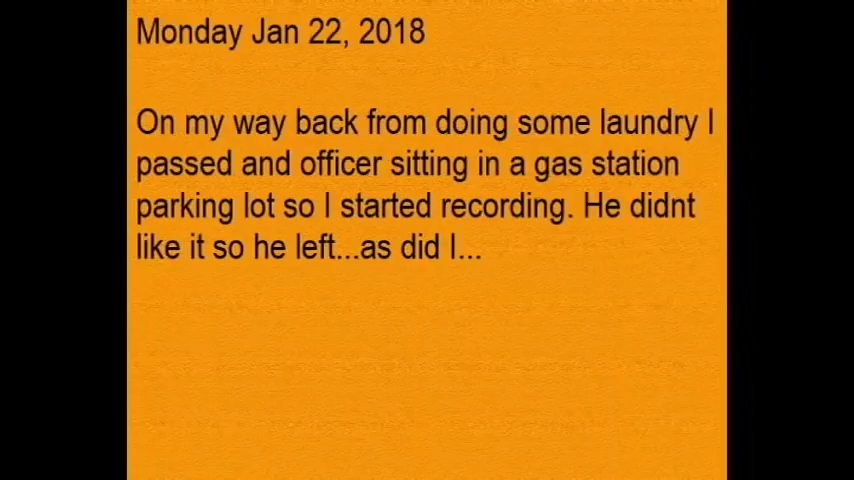 Monday Jan 22, 2018
On my way back from doing some laundry I
passed and officer sitting in a gas station
parking lot so I started recording. He didnt
like it so he left...as did I...